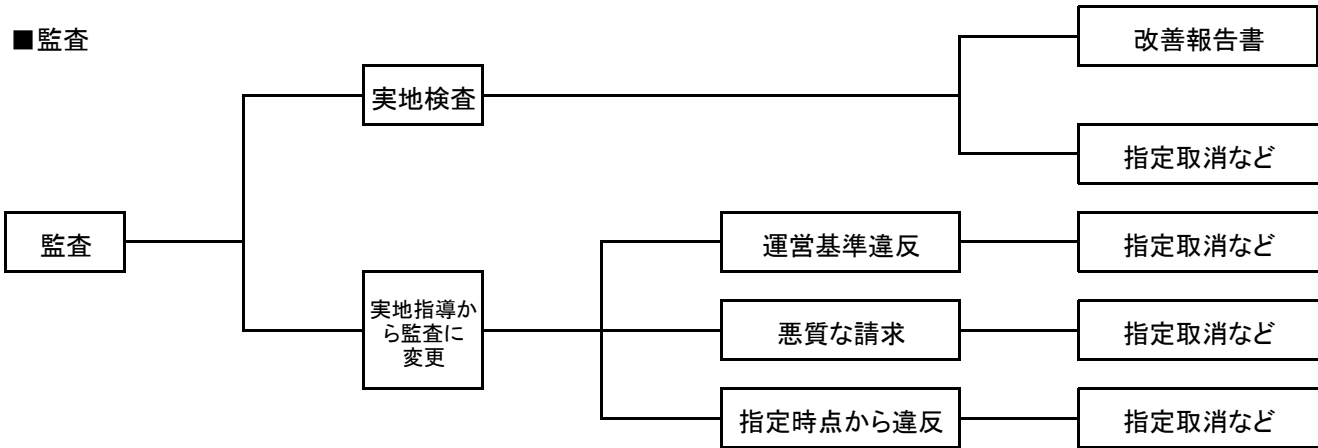 ■監査
監査
実地検査
改善報告書
指定取消など
実地指導か
ら監査に
変更
運営基準違反
指定取消など
悪質な請求
指定取消など
指定時点から違反
指定取消など